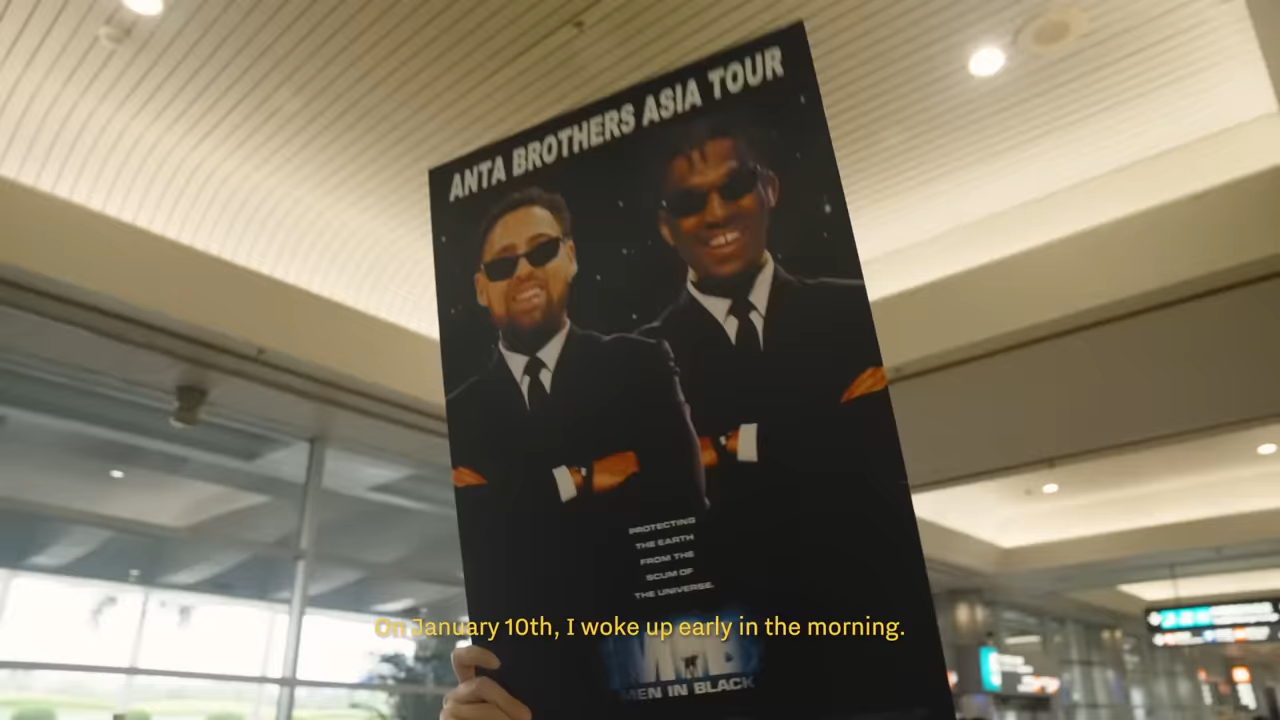 ANTA BROTHERS ASIA TOUR
PROTECTING
THE EARTH
FROM THE
SCUM OF
THE UNIVERSE.
On January 10th, I woke up early in the morning.
MIB
MEN IN BLACK